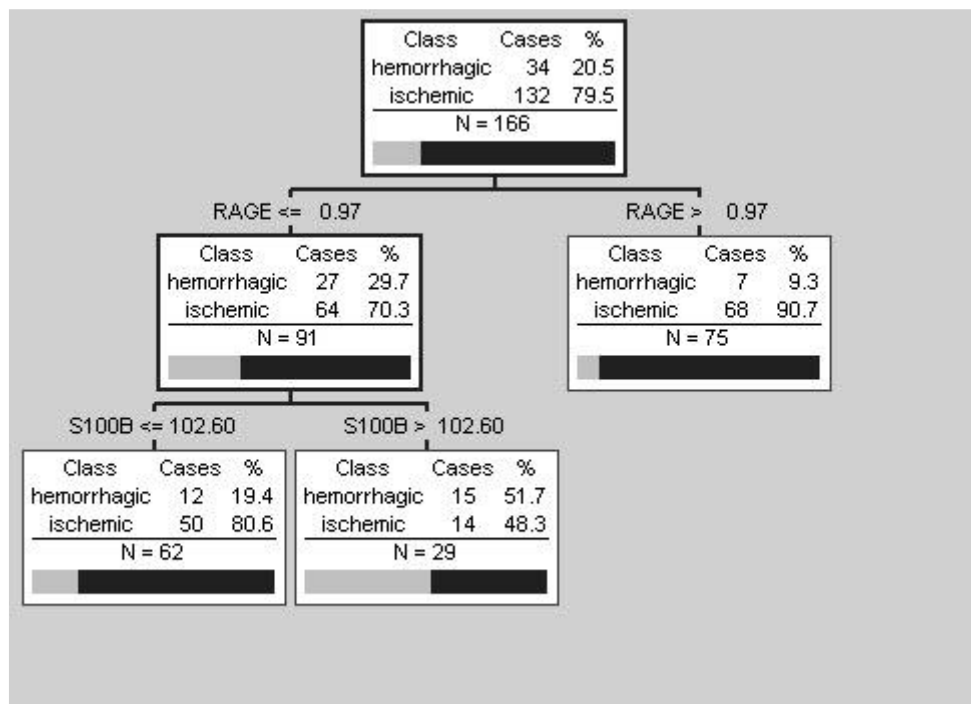 Class Cases %
hemorrhagic 34 20.5
ischemic 132 79.5
N = 166
RAGE <= 0.97
RAGE > 0.97
Class Cases %
hemorrhagic 27 29.7
ischemic 64 70.3
N = 91
Class Cases %
hemorrhagic 7 9.3
ischemic 68 90.7
N = 75
S100B <= 102.60
S100B > 102.60
Class Cases %
hemorrhagic 12 19.4
ischemic 50 80.6
N = 62
Class Cases %
hemorrhagic 15 51.7
ischemic 14 48.3
N = 29